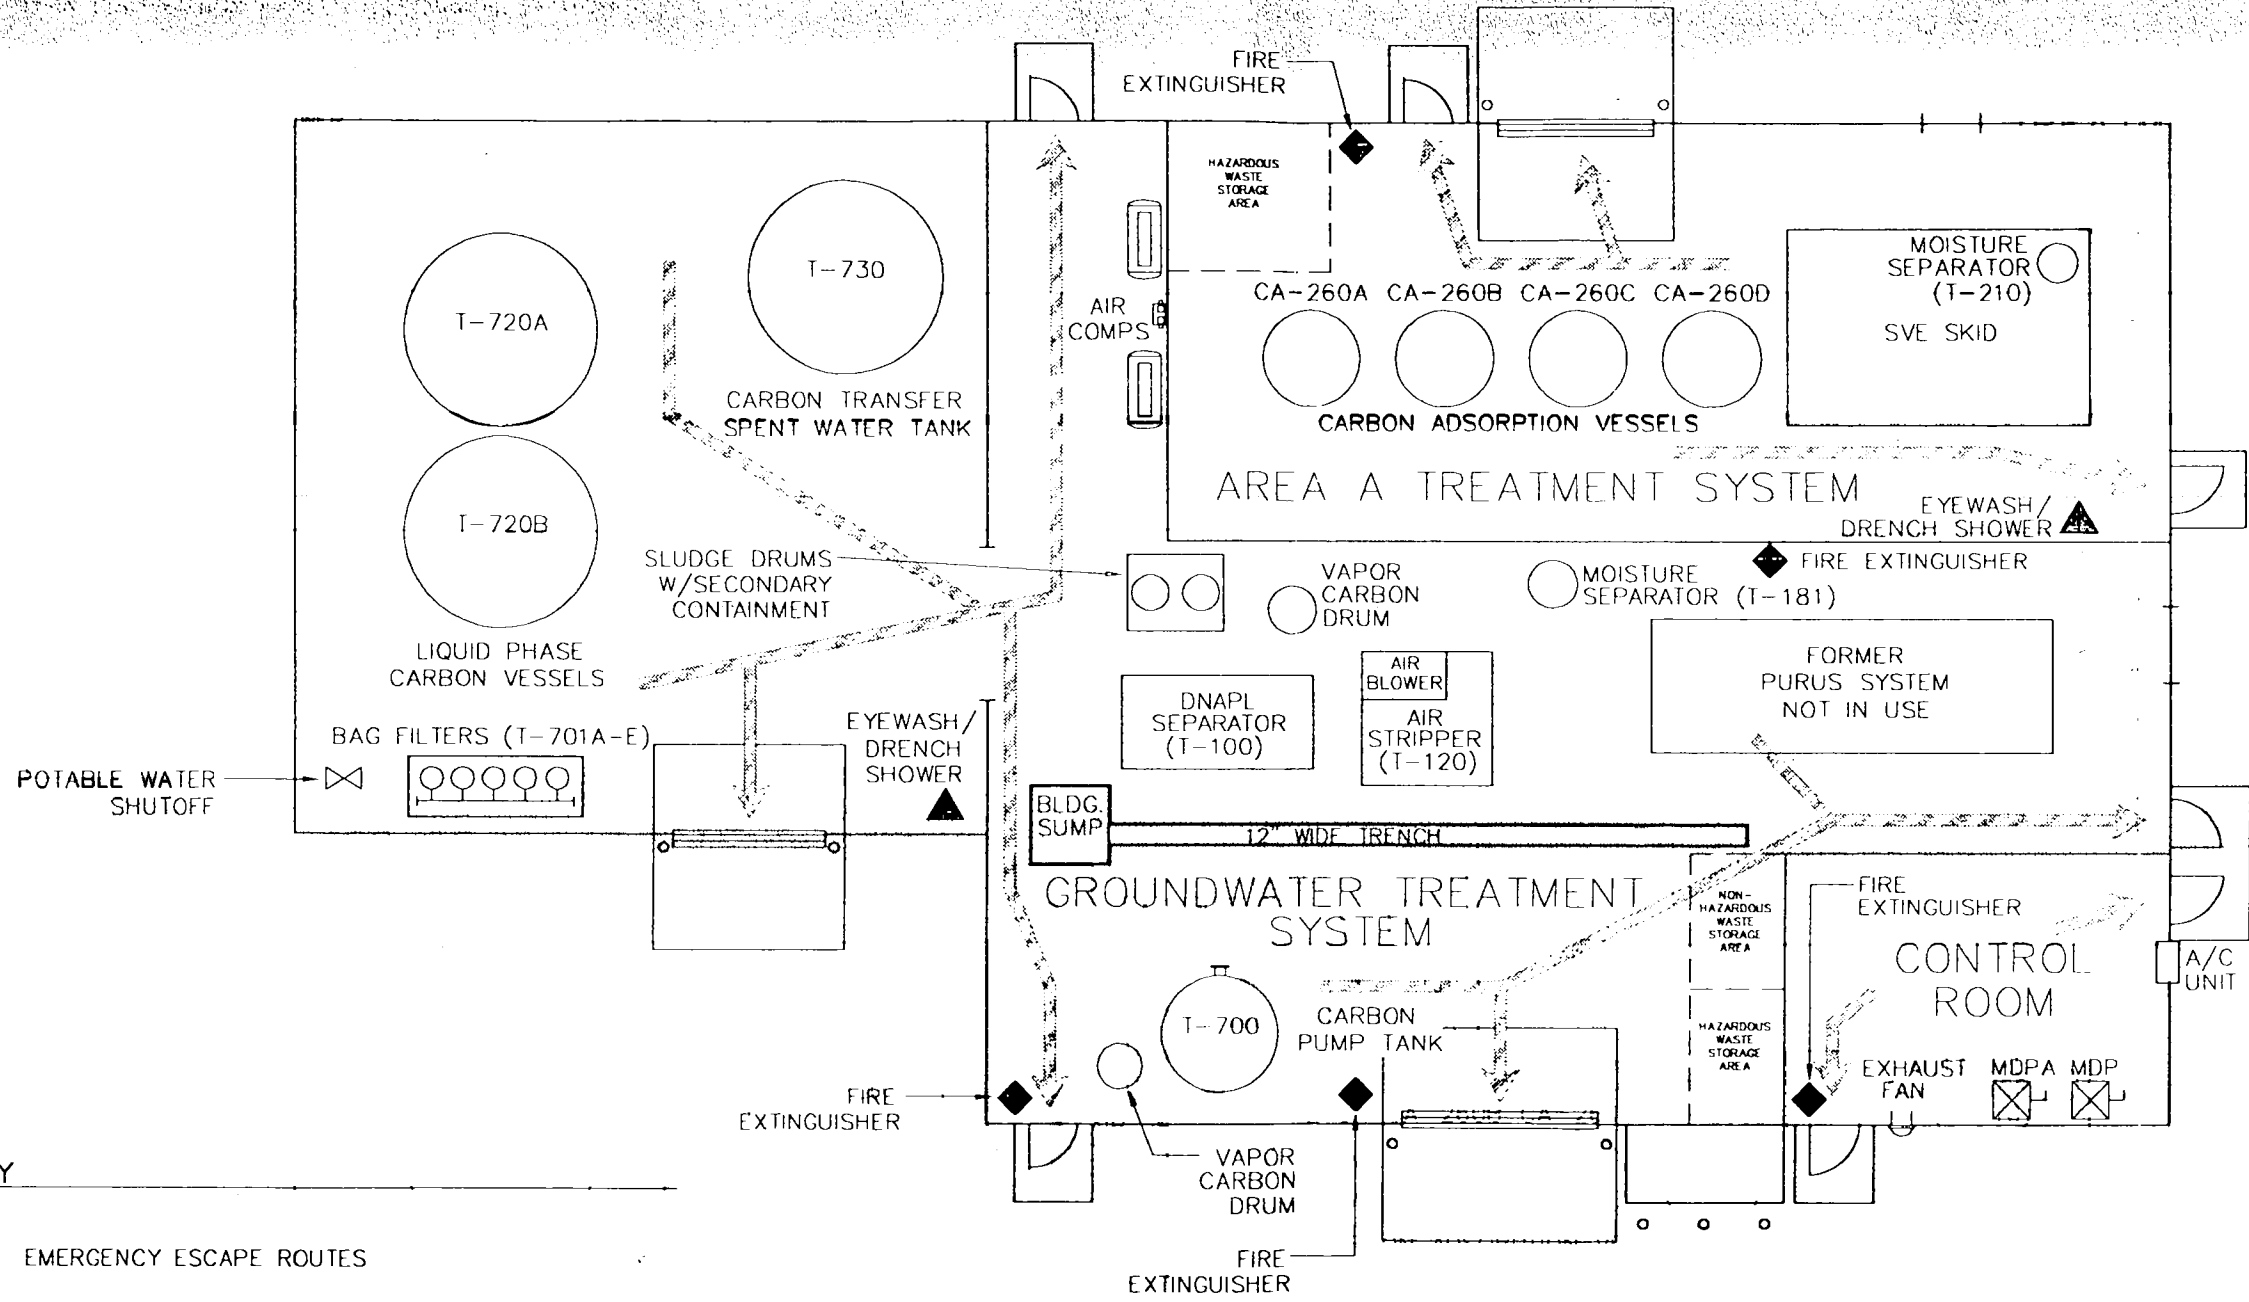 FIRE
EXTINGUISHER
HAZARDOUS
WASTE
STORAGE
AREA
T-730
T-720A
CARBON TRANSFER
SPENT WATER TANK
AIR
COMPS
CA-260A CA-260B CA-260C CA-260D
CARBON ADSORPTION VESSELS
MOISTURE
SEPARATOR
(T-210)
SVE SKID
AREA A TREATMENT SYSTEM
EYEWASH/
DRENCH SHOWER
T-720B
LIQUID PHASE
CARBON VESSELS
SLUDGE DRUMS
W/SECONDARY
CONTAINMENT
VAPOR
CARBON
DRUM
MOISTURE
SEPARATOR (T-181)
FIRE EXTINGUISHER
FORMER
PURUS SYSTEM
NOT IN USE
AIR
BLOWER
AIR
STRIPPER
(T-120)
DNAPL
SEPARATOR
(T-100)
BAG FILTERS (T-701A-E)
POTABLE WATER
SHUTOFF
EYEWASH/
DRENCH
SHOWER
BLDG.
SUMP
12" WIDE TRENCH
GROUNDWATER TREATMENT
SYSTEM
NON-
HAZARDOUS
WASTE
STORAGE
AREA
HAZARDOUS
WASTE
STORAGE
AREA
FIRE
EXTINGUISHER
CONTROL
ROOM
A/C
UNIT
T-700
CARBON
PUMP TANK
EXHAUST
FAN
MDPA MDP
FIRE
EXTINGUISHER
VAPOR
CARBON
DRUM
FIRE
EXTINGUISHER
Y
EMERGENCY ESCAPE ROUTES